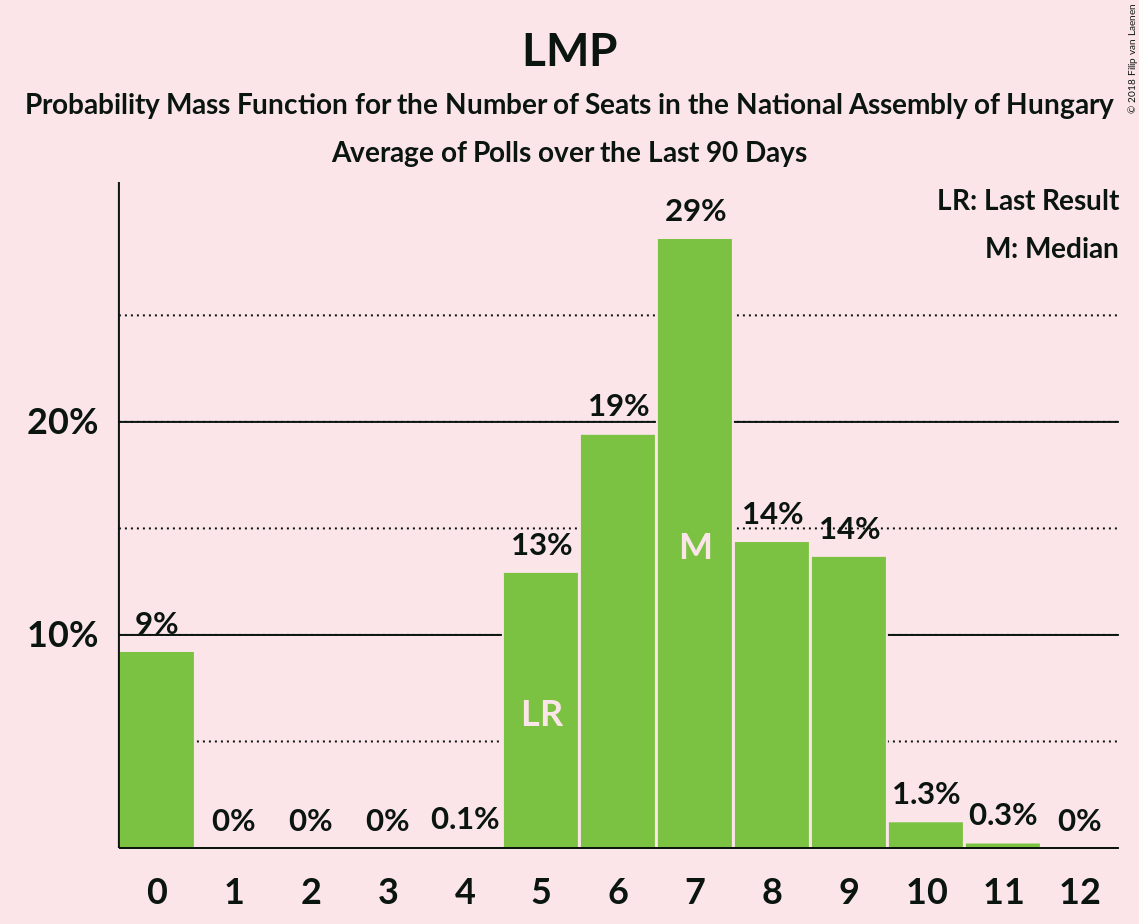 LMP
Probability Mass Function for the Number of Seats in the National Assembly of Hungary
Average of Polls over the Last 90 Days
© 2018 Filip van Laenen
LR: Last Result
M: Median
20%
10%
9%
0%
0%
0%
0.1%
13%
19%
29%
14%
14%
1.3%
0.3%
0%
LR
M
0 1 2 3 4 5 6 7 8 9 10 11 12